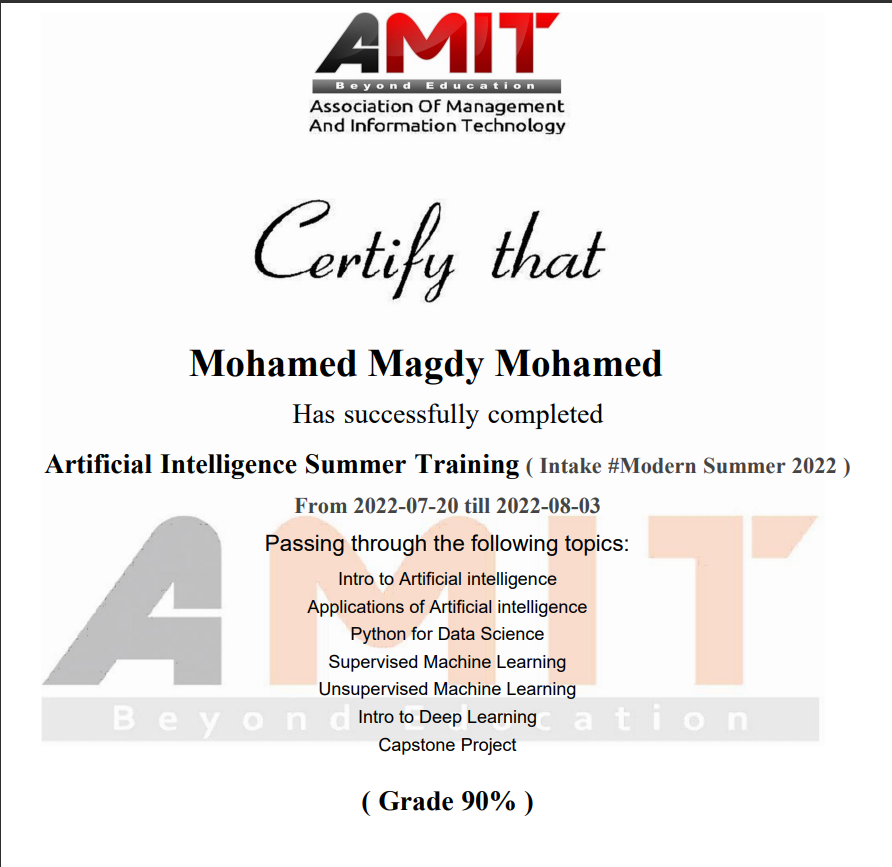 AMIT
Beyond Education
Association Of Management
And Information Technology
Certify that
Mohamed Magdy Mohamed
Has successfully completed
Artificial Intelligence Summer Training ( Intake #Modern Summer 2022 )
From 2022-07-20 till 2022-08-03
AMIT
Passing through the following topics:
Intro to Artificial intelligence
Applications of Artificial intelligence
Python for Data Science
Supervised Machine Learning
Unsupervised Machine Learning
Beyond Education
Intro to Deep Learning
Capstone Project
( Grade 90% )